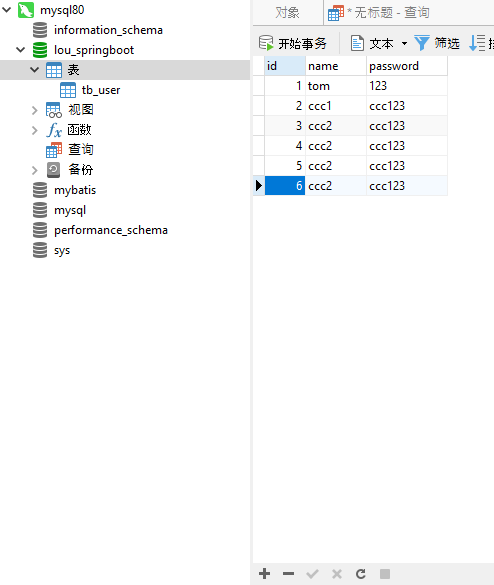 mysql80
information_schema
lou_springboot
表
tb_user
视图
fx 函数
查询
备份
mybatis
mysql
performance_schema
sys
对象 * 无标题 - 查询
开始事务 文本 筛选
id name password
1 tom 123
2 ccc1 ccc123
3 ccc2 ccc123
4 ccc2 ccc123
5 ccc2 ccc123
6 ccc2 ccc123